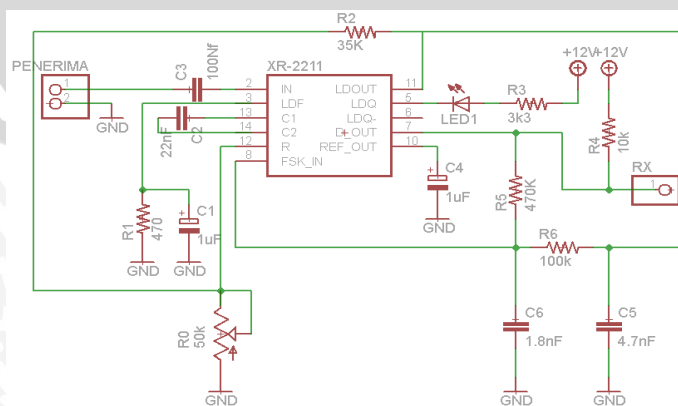 R2
35K
PENERIMA
1
2
GND
C3
100Nf
XR-2211
2 IN LDOUT 11
3 LDF LDQ 5
13 C1 LDQ- 6
14 C2 D_OUT 7
12 R REF_OUT 10
8 FSK_IN
C2
22nF
LED1
R3
3k3
+12V
+12V
R4
10k
RX
1
C4
1uF
GND
R5
470K
R1
470
GND
C1
1uF
GND
R6
100k
R0
50k
GND
C6
1.8nF
GND
C5
4.7nF
GND